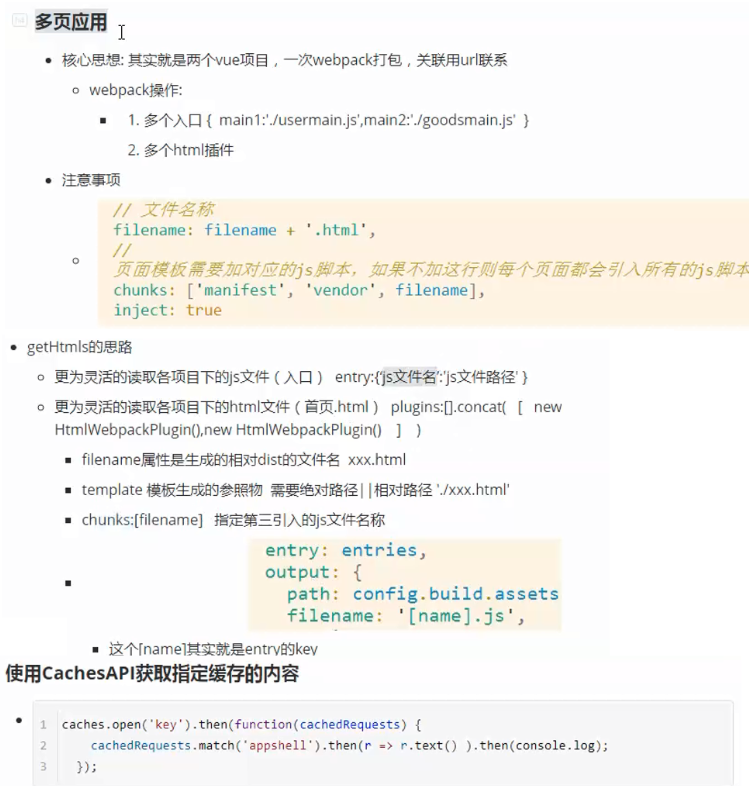 多页应用
核心思想: 其实就是两个vue项目，一次webpack打包，关联用url联系
webpack操作:
1. 多个入口 { main1:'./usermain.js',main2:'./goodsmain.js' }
2. 多个html插件
注意事项
// 文件名称
filename: filename + '.html',
//
页面模板需要加对应的js脚本，如果不加这行则每个页面都会引入所有的js脚本
chunks: ['manifest', 'vendor', filename],
inject: true
getHtmls的思路
更为灵活的读取各项目下的js文件（入口） entry:{'js文件名':'js文件路径' }
更为灵活的读取各项目下的html文件（首页.html） plugins:[].concat( [ new
HtmlWebpackPlugin(),new HtmlWebpackPlugin() ] )
filename属性是生成的相对dist的文件名 xxx.html
template 模板生成的参照物 需要绝对路径||相对路径 './xxx.html'
chunks:[filename] 指定第三引入的js文件名称
entry: entries,
output: {
path: config.build.assets
filename: '[name].js',
这个[name]其实就是entry的key
使用CachesAPI获取指定缓存的内容
1 caches.open('key').then(function(cachedRequests) {
2 cachedRequests.match('appshell').then(r => r.text() ).then(console.log);
3 });